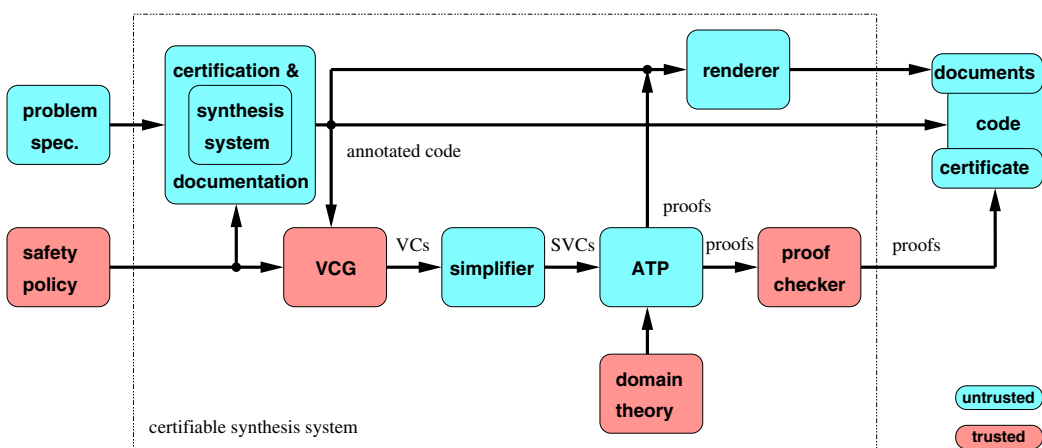 certification &
synthesis
system
documentation
problem
spec.
renderer
documents
code
certificate
annotated code
proofs
safety
policy
VCG
VCs
simplifier
SVCs
ATP
proofs
proof
checker
proofs
domain
theory
certifiable synthesis system
untrusted
trusted